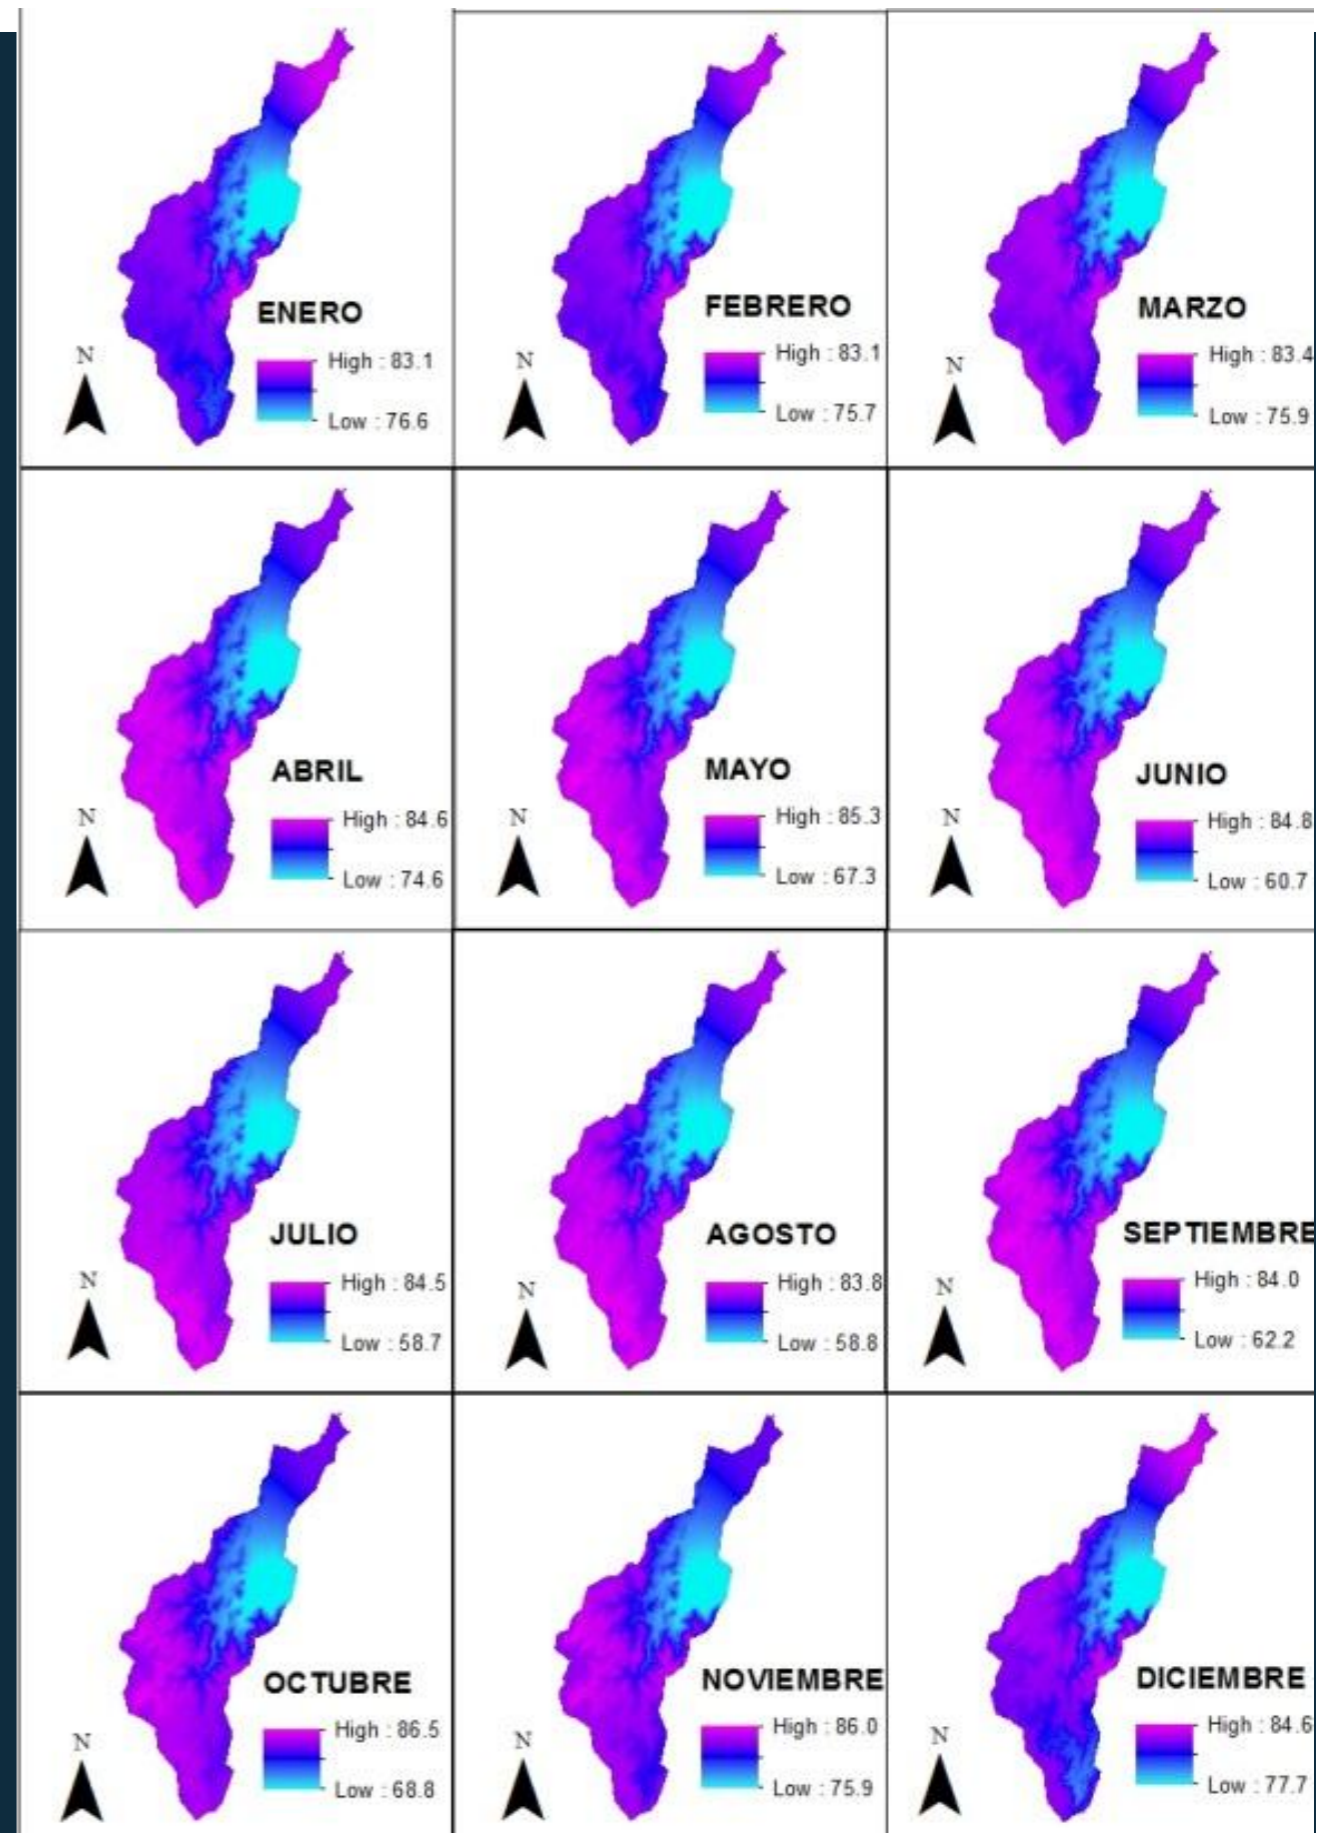 ENERO
N
High : 83.1
Low : 76.6
FEBRERO
N
High : 83.1
Low : 75.7
MARZO
N
High : 83.4
Low : 75.9
ABRIL
N
High : 84.6
Low : 74.6
MAYO
N
High : 85.3
Low : 67.3
JUNIO
N
High : 84.8
Low : 60.7
JULIO
N
High : 84.5
Low : 58.7
AGOSTO
N
High : 83.8
Low : 58.8
SEPTIEMBRE
N
High : 84.0
Low : 62.2
OCTUBRE
N
High : 86.5
Low : 68.8
NOVIEMBRE
N
High : 86.0
Low : 75.9
DICIEMBRE
N
High : 84.6
Low : 77.7